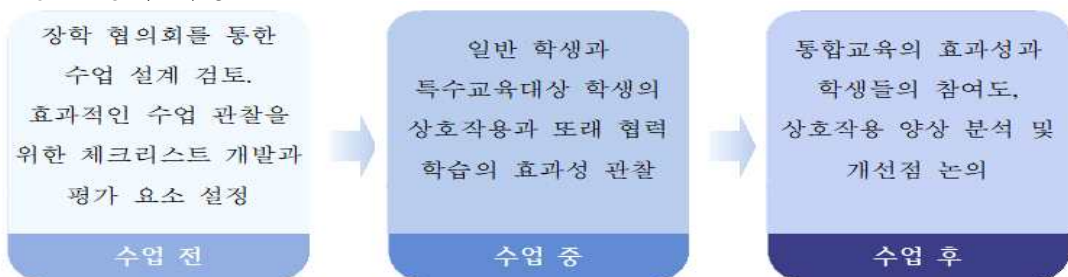 장학 협의회를 통한
수업 설계 검토.
효과적인 수업 관찰을
위한 체크리스트 개발과
평가 요소 설정
수업 전
일반 학생과
특수교육대상 학생의
상호작용과 또래 협력
학습의 효과성 관찰
수업 중
통합교육의 효과성과
학생들의 참여도,
상호작용 양상 분석 및
개선점 논의
수업 후